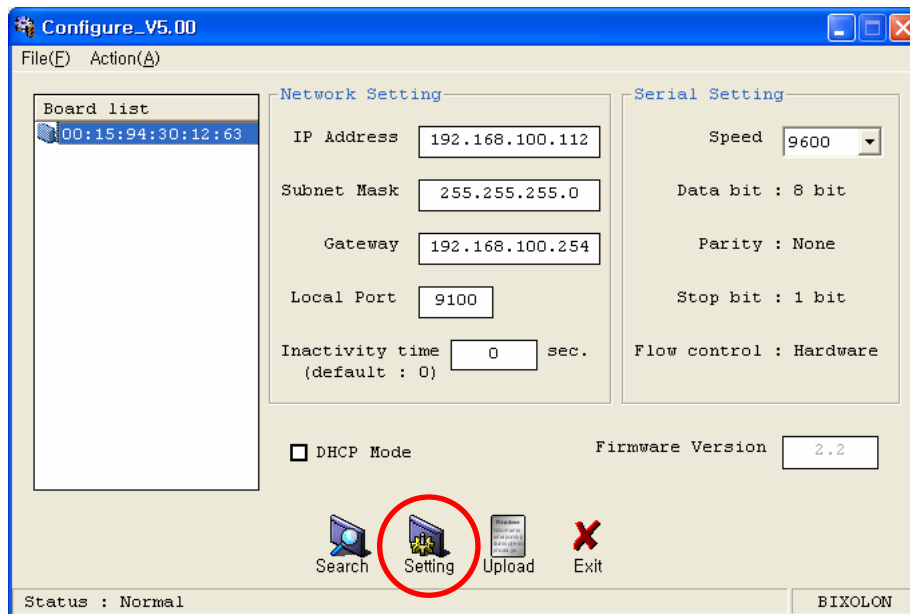 Configure_V5.00
File(F) Action(A)
Board list
00:15:94:30:12:63
Network Setting
IP Address 192.168.100.112
Subnet Mask 255.255.255.0
Gateway 192.168.100.254
Local Port 9100
Inactivity time 0 sec.
(default : 0)
Serial Setting
Speed 9600
Data bit : 8 bit
Parity : None
Stop bit : 1 bit
Flow control : Hardware
DHCP Mode
Firmware Version 2.2
Search Setting Upload Exit
Status : Normal BIXOLON